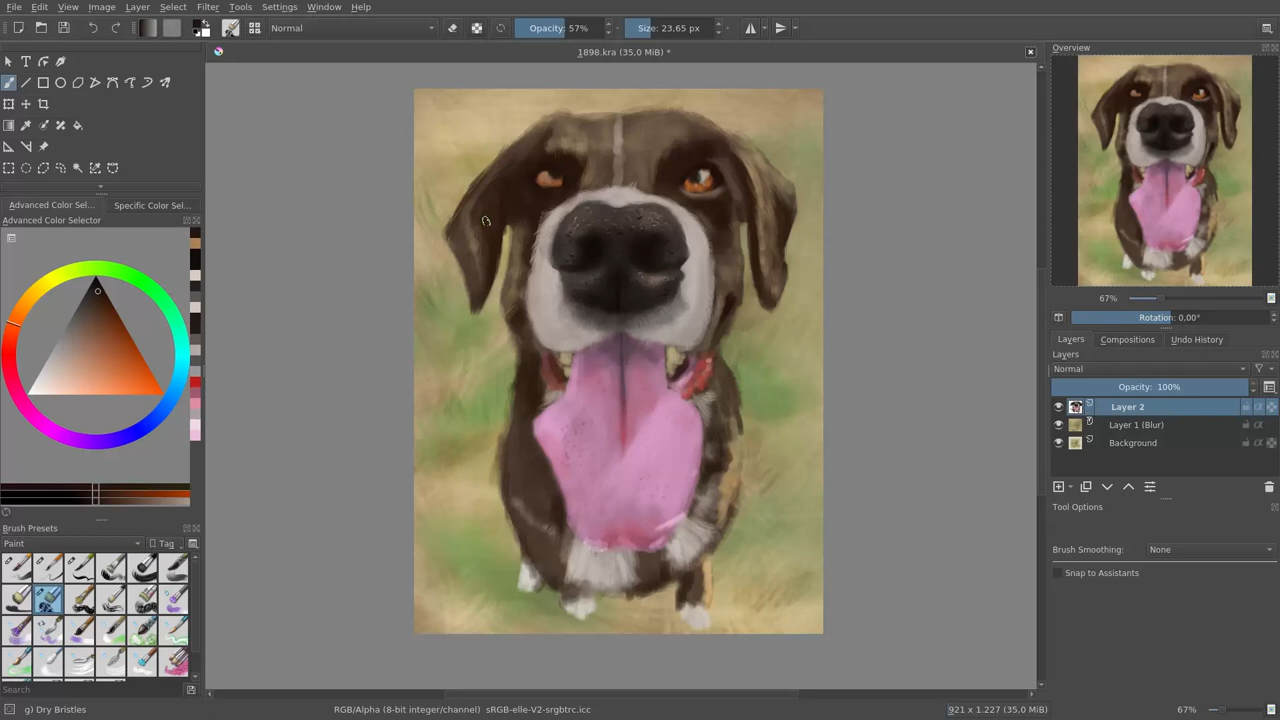 File Edit View Image Layer Select Filter Tools Settings Window Help
Normal Opacity: 57% Size: 23,65 px
1898.kra (35,0 MiB) *
Overview
Advanced Color Sel... Specific Color Sel...
Advanced Color Selector
67%
Rotation: 0,00°
Layers Compositions Undo History
Layers
Normal
Opacity: 100%
Layer 2
Layer 1 (Blur)
Background
Tool Options
Brush Smoothing: None
Snap to Assistants
Brush Presets
Paint Tag
Search
g) Dry Bristles RGB/Alpha (8-bit integer/channel) sRGB-elle-V2-srgbtrc.icc 921 x 1.227 (35,0 MiB) 67%